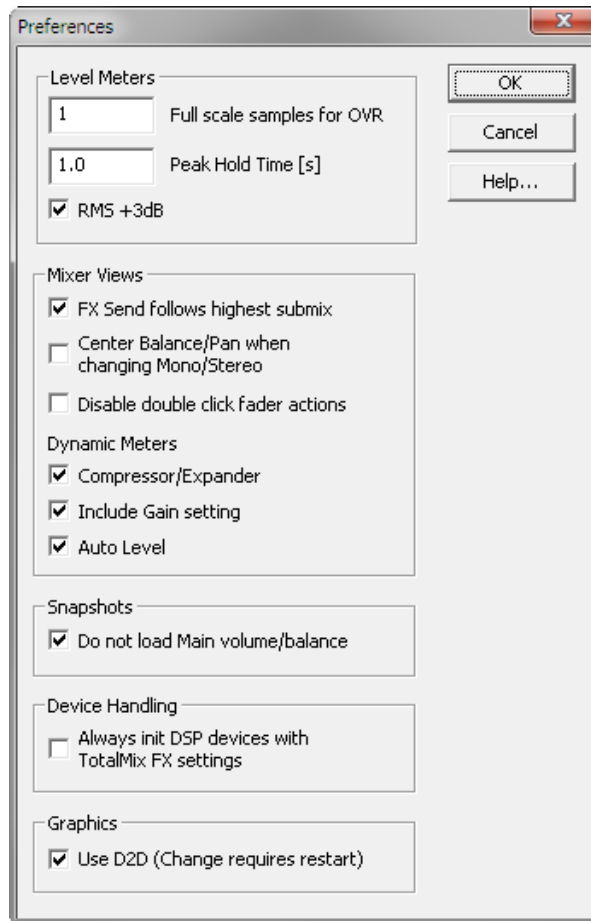 Preferences
Level Meters
1
Full scale samples for OVR
1.0
Peak Hold Time [s]
RMS +3dB
OK
Cancel
Help...
Mixer Views
FX Send follows highest submix
Center Balance/Pan when
changing Mono/Stereo
Disable double click fader actions
Dynamic Meters
Compressor/Expander
Include Gain setting
Auto Level
Snapshots
Do not load Main volume/balance
Device Handling
Always init DSP devices with
TotalMix FX settings
Graphics
Use D2D (Change requires restart)